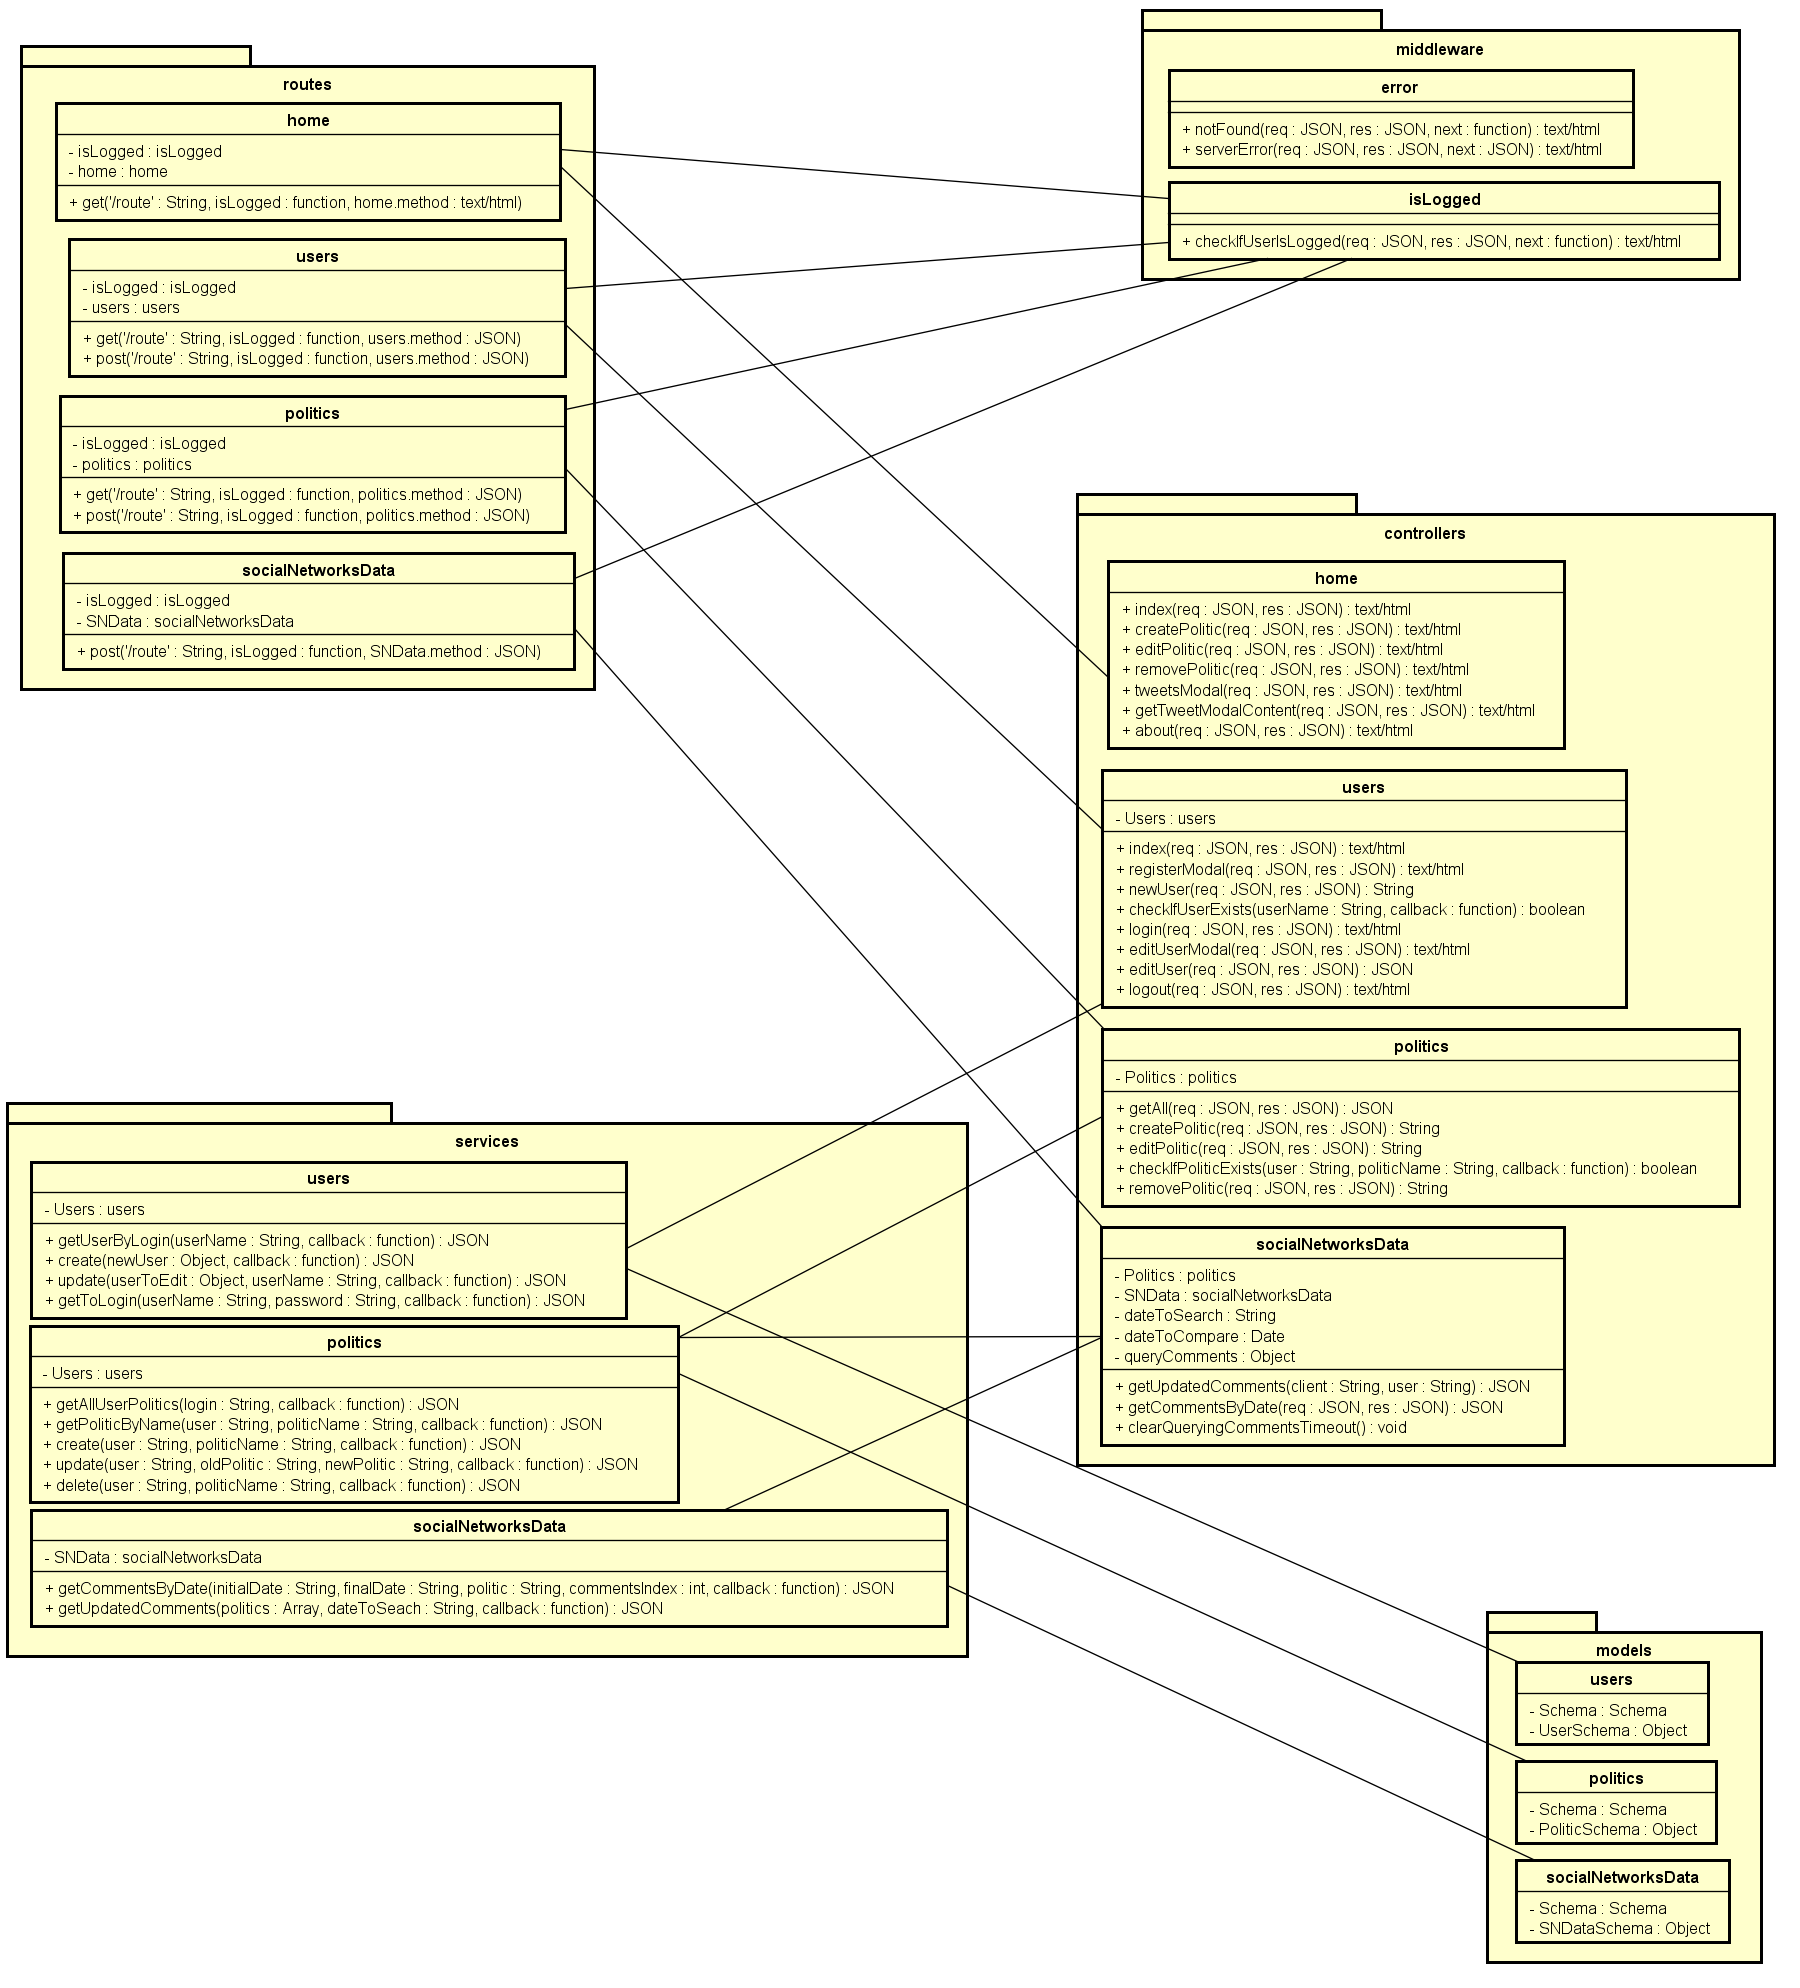 routes
home
- isLogged : isLogged
- home : home
+ get('/route' : String, isLogged : function, home.method : text/html)
users
- isLogged : isLogged
- users : users
+ get('/route' : String, isLogged : function, users.method : JSON)
+ post('/route' : String, isLogged : function, users.method : JSON)
politics
- isLogged : isLogged
- politics : politics
+ get('/route' : String, isLogged : function, politics.method : JSON)
+ post('/route' : String, isLogged : function, politics.method : JSON)
socialNetworksData
- isLogged : isLogged
- SNData : socialNetworksData
+ post('/route' : String, isLogged : function, SNData.method : JSON)
middleware
error
+ notFound(req : JSON, res : JSON, next : function) : text/html
+ serverError(req : JSON, res : JSON, next : JSON) : text/html
isLogged
+ checkIfUserIsLogged(req : JSON, res : JSON, next : function) : text/html
controllers
home
+ index(req : JSON, res : JSON) : text/html
+ createPolitic(req : JSON, res : JSON) : text/html
+ editPolitic(req : JSON, res : JSON) : text/html
+ removePolitic(req : JSON, res : JSON) : text/html
+ tweetsModal(req : JSON, res : JSON) : text/html
+ getTweetModalContent(req : JSON, res : JSON) : text/html
+ about(req : JSON, res : JSON) : text/html
users
- Users : users
+ index(req : JSON, res : JSON) : text/html
+ registerModal(req : JSON, res : JSON) : text/html
+ newUser(req : JSON, res : JSON) : String
+ checkIfUserExists(userName : String, callback : function) : boolean
+ login(req : JSON, res : JSON) : text/html
+ editUserModal(req : JSON, res : JSON) : text/html
+ editUser(req : JSON, res : JSON) : JSON
+ logout(req : JSON, res : JSON) : text/html
politics
- Politics : politics
+ getAll(req : JSON, res : JSON) : JSON
+ createPolitic(req : JSON, res : JSON) : String
+ editPolitic(req : JSON, res : JSON) : String
+ checkIfPoliticExists(user : String, politicName : String, callback : function) : boolean
+ removePolitic(req : JSON, res : JSON) : String
socialNetworksData
- Politics : politics
- SNData : socialNetworksData
- dateToSearch : String
- dateToCompare : Date
- queryComments : Object
+ getUpdatedComments(client : String, user : String) : JSON
+ getCommentsByDate(req : JSON, res : JSON) : JSON
+ clearQueryingCommentsTimeout() : void
services
users
- Users : users
+ getUserByLogin(userName : String, callback : function) : JSON
+ create(newUser : Object, callback : function) : JSON
+ update(userToEdit : Object, userName : String, callback : function) : JSON
+ getToLogin(userName : String, password : String, callback : function) : JSON
politics
- Users : users
+ getAllUserPolitics(login : String, callback : function) : JSON
+ getPoliticByName(user : String, politicName : String, callback : function) : JSON
+ create(user : String, politicName : String, callback : function) : JSON
+ update(user : String, oldPolitic : String, newPolitic : String, callback : function) : JSON
+ delete(user : String, politicName : String, callback : function) : JSON
socialNetworksData
- SNData : socialNetworksData
+ getCommentsByDate(initialDate : String, finalDate : String, politic : String, commentsIndex : int, callback : function) : JSON
+ getUpdatedComments(politics : Array, dateToSeach : String, callback : function) : JSON
models
users
- Schema : Schema
- UserSchema : Object
politics
- Schema : Schema
- PoliticSchema : Object
socialNetworksData
- Schema : Schema
- SNDataSchema : Object